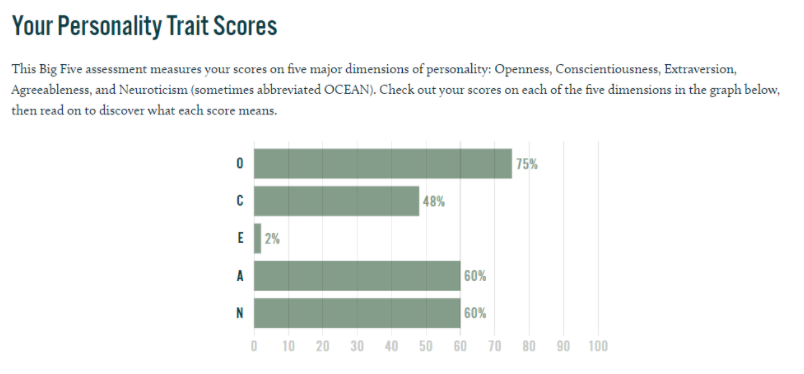 Your Personality Trait Scores
This Big Five assessment measures your scores on five major dimensions of personality: Openness, Conscientiousness, Extraversion,
Agreeableness, and Neuroticism (sometimes abbreviated OCEAN). Check out your scores on each of the five dimensions in the graph below,
then read on to discover what each score means.
O 75%
C 48%
E 2%
A 60%
N 60%
0 10 20 30 40 50 60 70 80 90 100